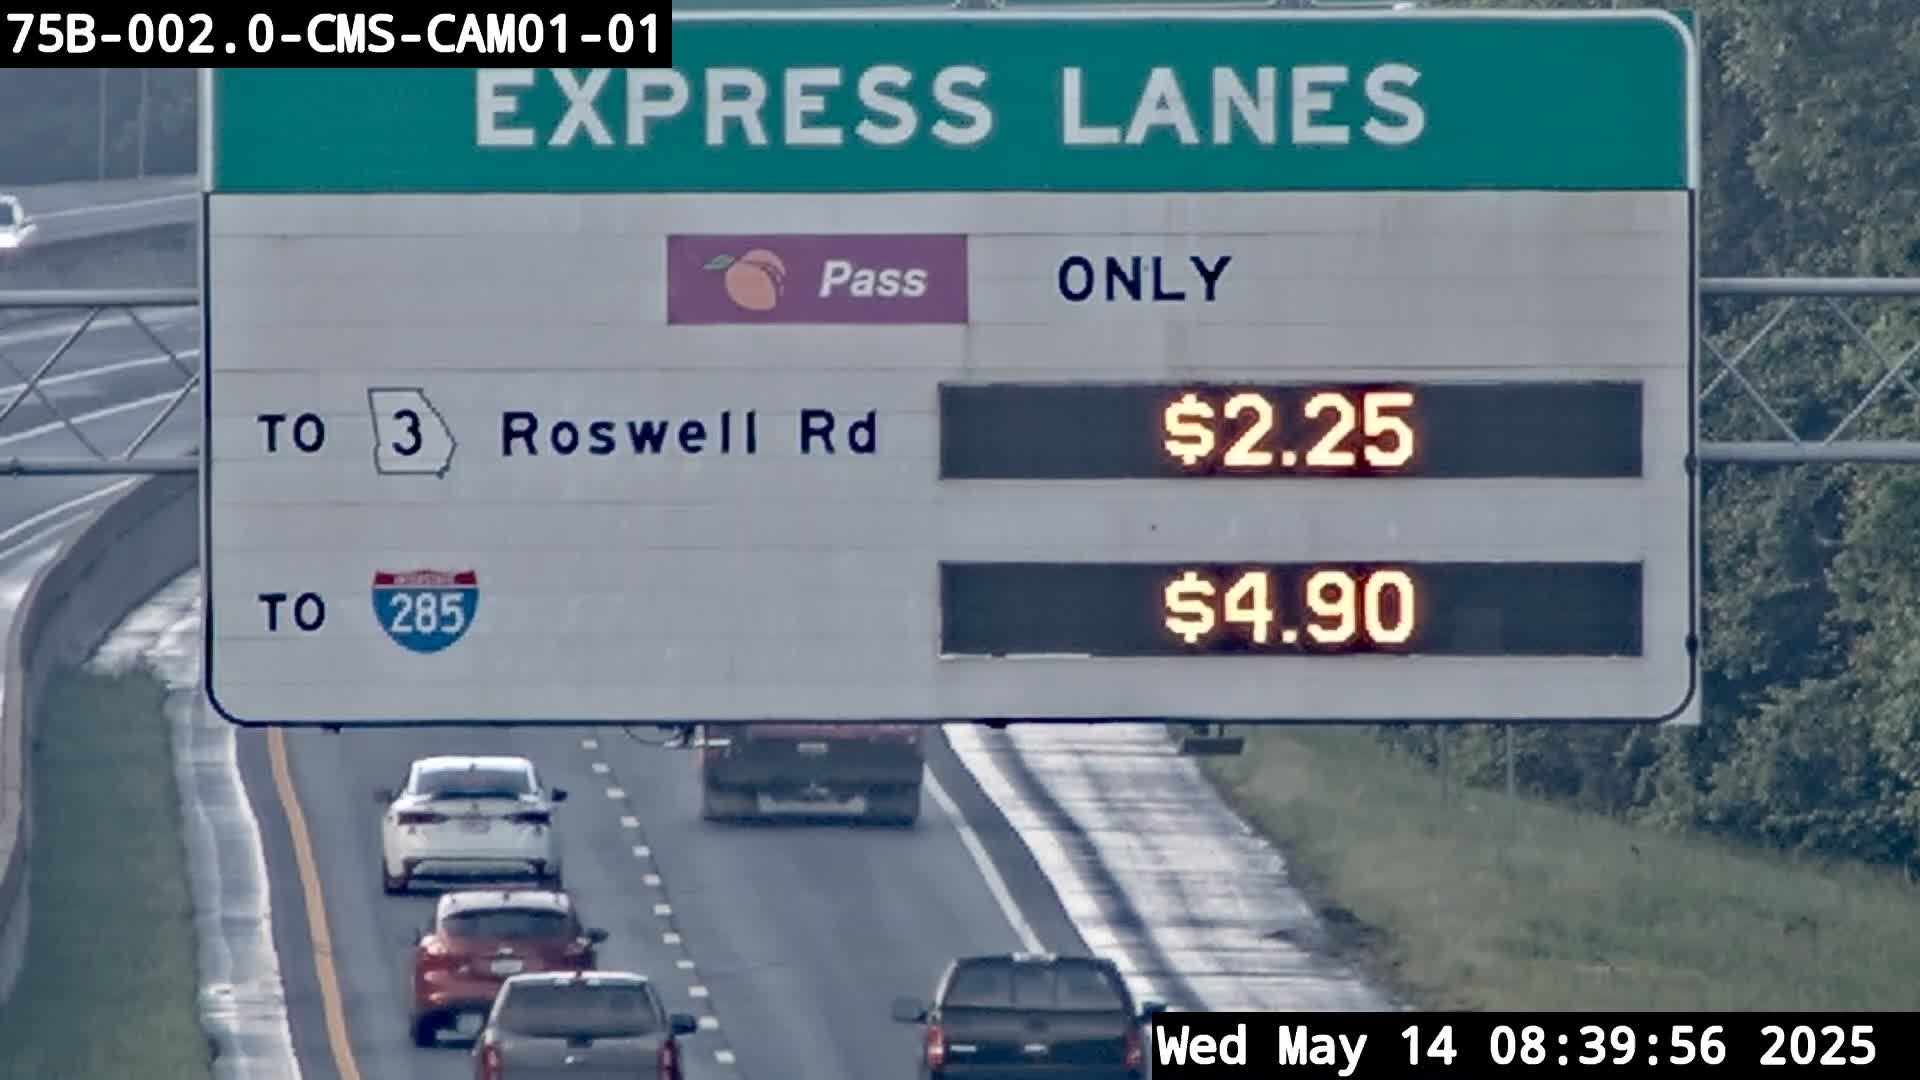 75B-002.0-CMS-CAM01-01
EXPRESS LANES
Pass ONLY
TO 3 Roswell Rd $2.25
INTERSTATE
TO 285 $4.90
Wed May 14 08:39:56 2025